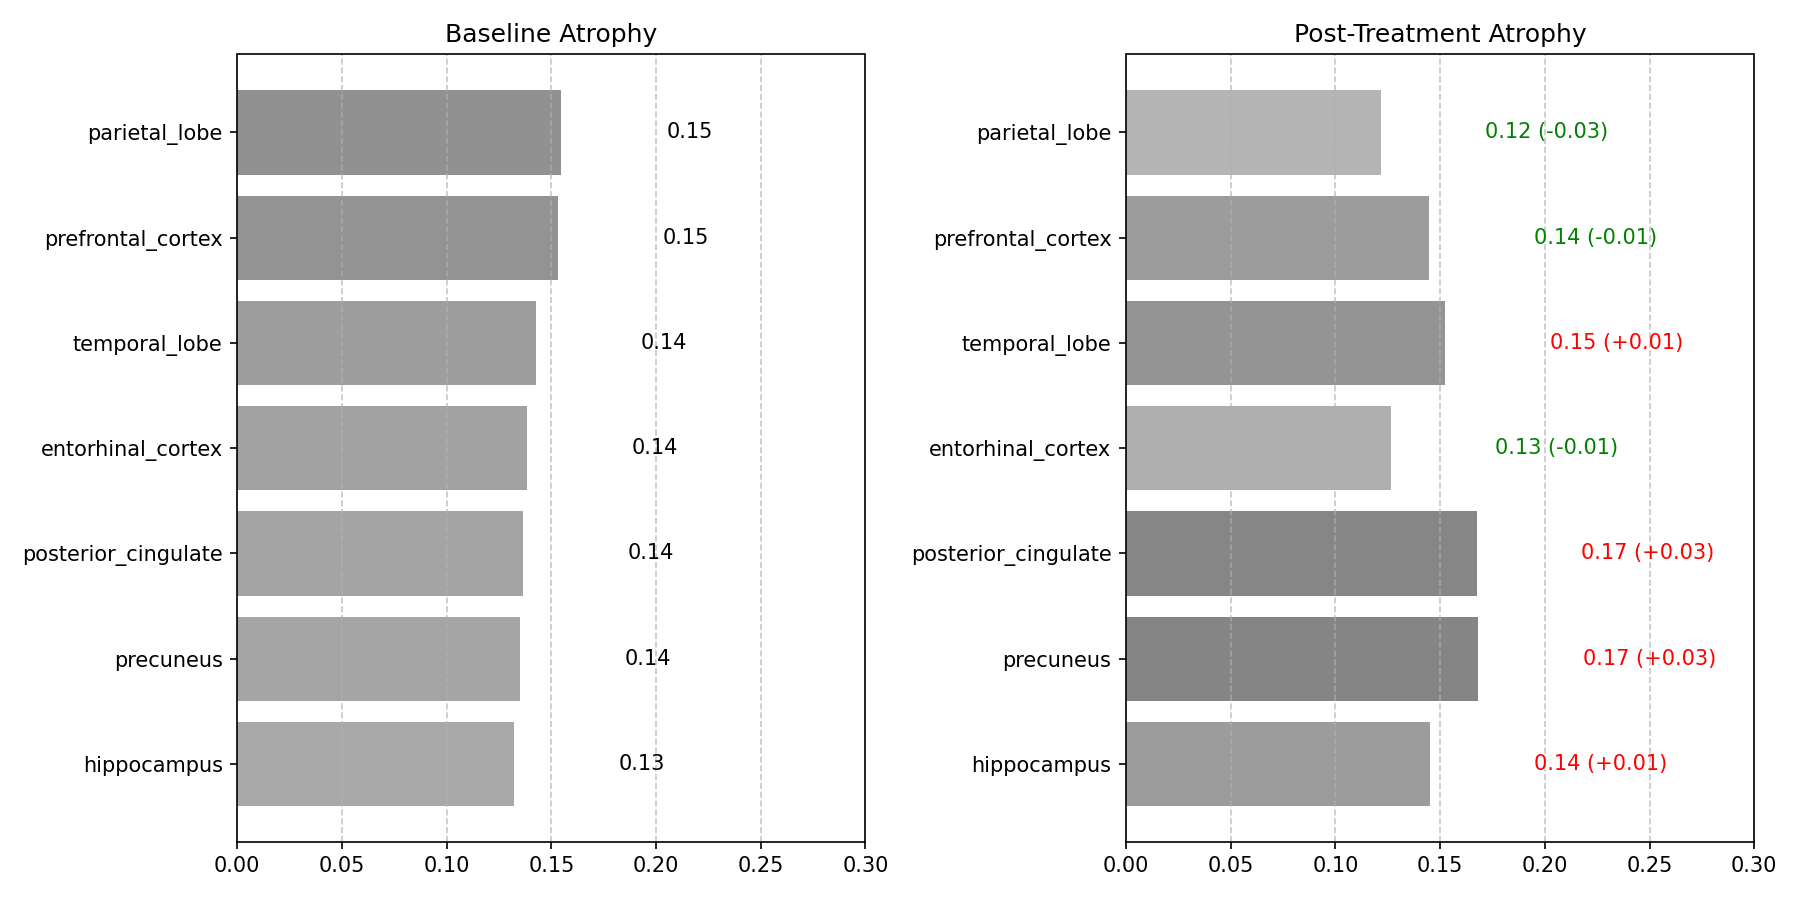 Baseline Atrophy
parietal_lobe 0.15
prefrontal_cortex 0.15
temporal_lobe 0.14
entorhinal_cortex 0.14
posterior_cingulate 0.14
precuneus 0.14
hippocampus 0.13
0.00 0.05 0.10 0.15 0.20 0.25 0.30
Post-Treatment Atrophy
parietal_lobe 0.12 (-0.03)
prefrontal_cortex 0.14 (-0.01)
temporal_lobe 0.15 (+0.01)
entorhinal_cortex 0.13 (-0.01)
posterior_cingulate 0.17 (+0.03)
precuneus 0.17 (+0.03)
hippocampus 0.14 (+0.01)
0.00 0.05 0.10 0.15 0.20 0.25 0.30